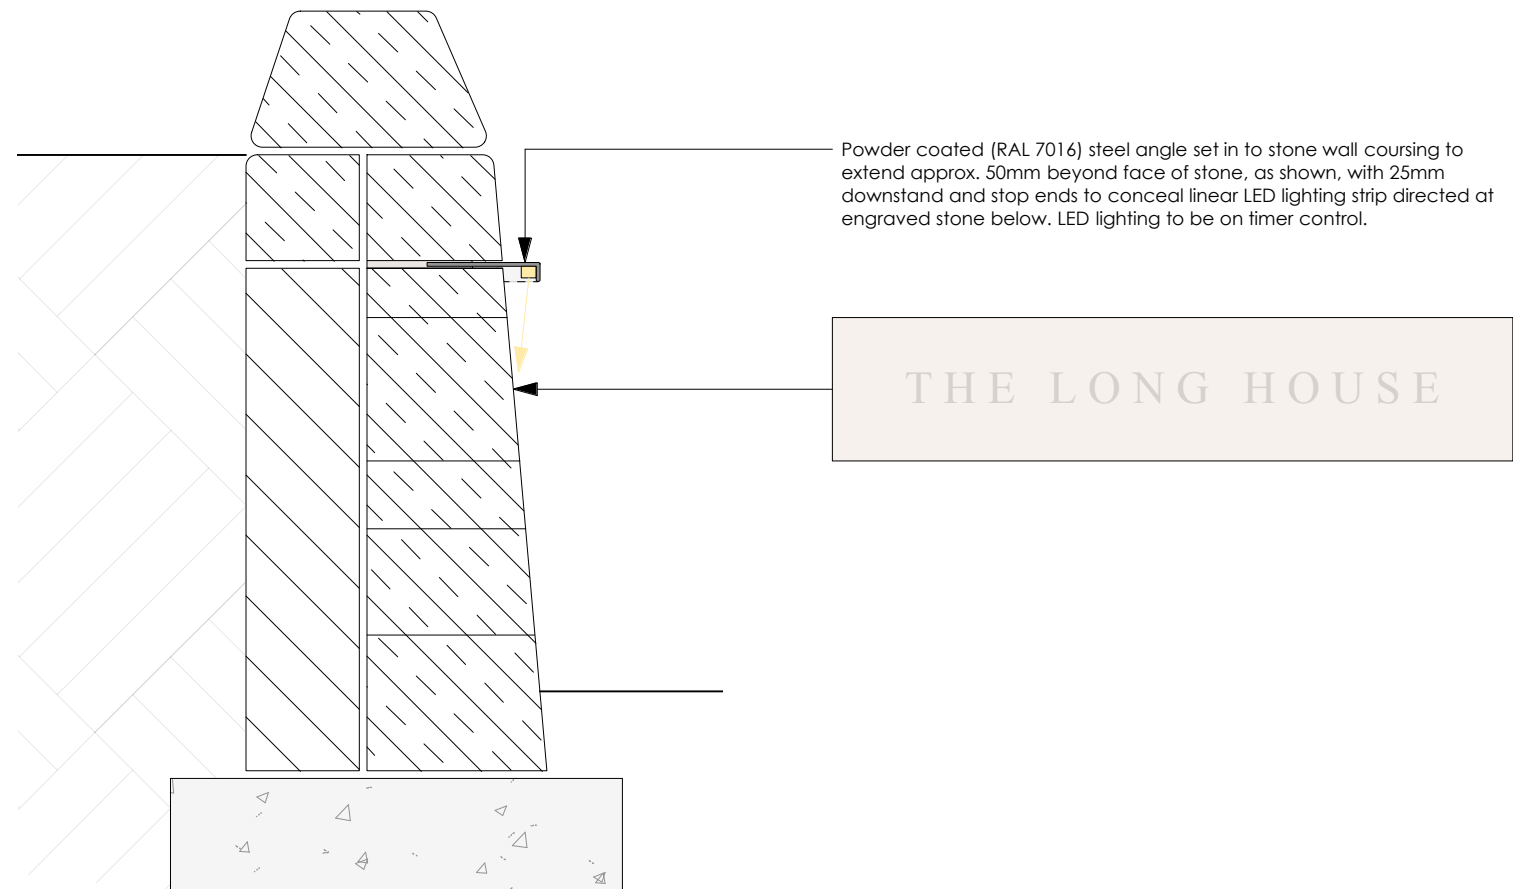 Powder coated (RAL 7016) steel angle set in to stone wall coursing to
extend approx. 50mm beyond face of stone, as shown, with 25mm
downstand and stop ends to conceal linear LED lighting strip directed at
engraved stone below. LED lighting to be on timer control.
THE LONG HOUSE